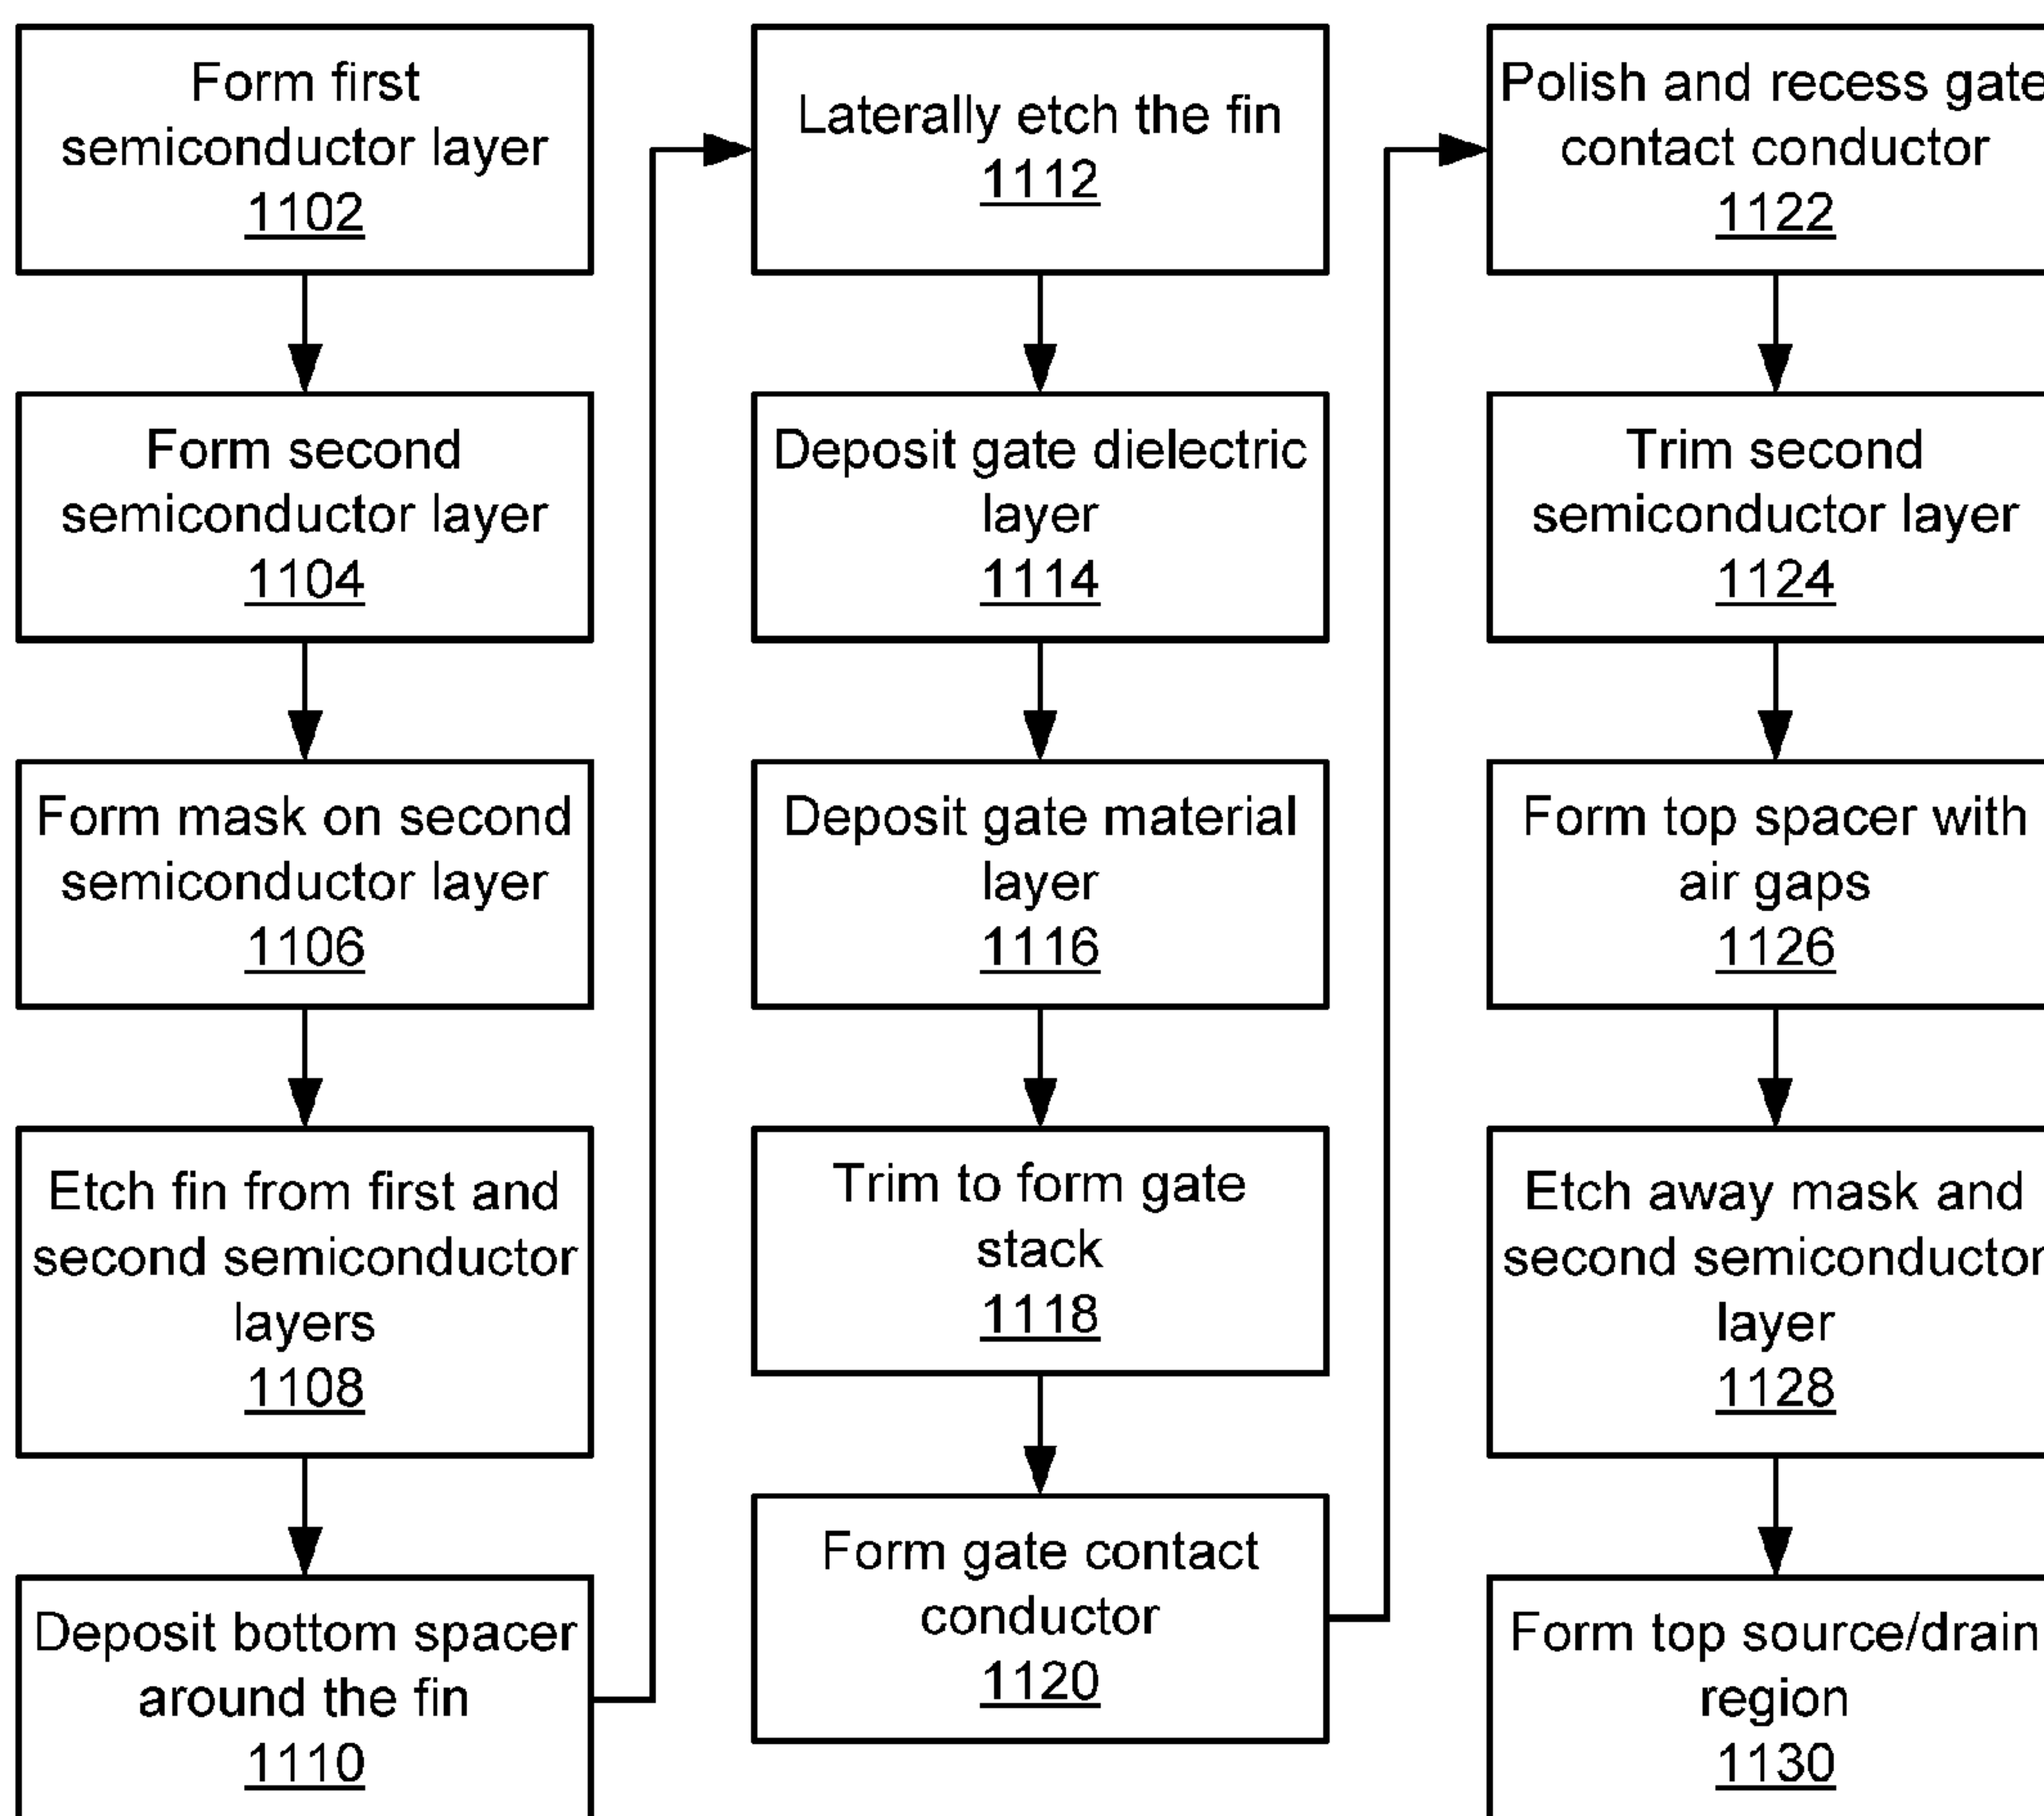 Form first
semiconductor layer
1102
Form second
semiconductor layer
1104
Form mask on second
semiconductor layer
1106
Etch fin from first and
second semiconductor
layers
1108
Deposit bottom spacer
around the fin
1110
Laterally etch the fin
1112
Deposit gate dielectric
layer
1114
Deposit gate material
layer
1116
Trim to form gate
stack
1118
Form gate contact
conductor
1120
Polish and recess gate
contact conductor
1122
Trim second
semiconductor layer
1124
Form top spacer with
air gaps
1126
Etch away mask and
second semiconductor
layer
1128
Form top source/drain
region
1130